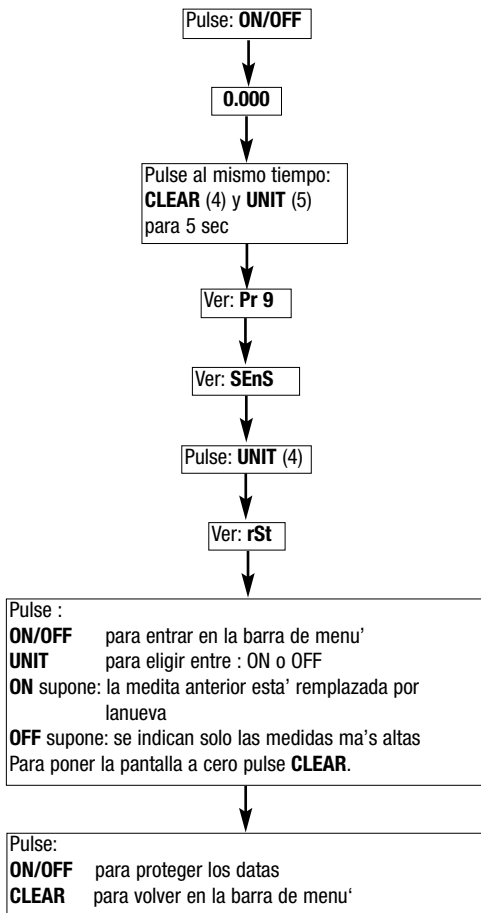 Pulse: ON/OFF
0.000
Pulse al mismo tiempo:
CLEAR (4) y UNIT (5)
para 5 sec
Ver: Pr 9
Ver: SEnS
Pulse: UNIT (4)
Ver: rSt
Pulse :
ON/OFF para entrar en la barra de menu'
UNIT para eligir entre : ON o OFF
ON supone: la medita anterior esta' remplazada por
lanueva
OFF supone: se indican solo las medidas ma's altas
Para poner la pantalla a cero pulse CLEAR.
Pulse:
ON/OFF para proteger los datas
CLEAR para volver en la barra de menu‘